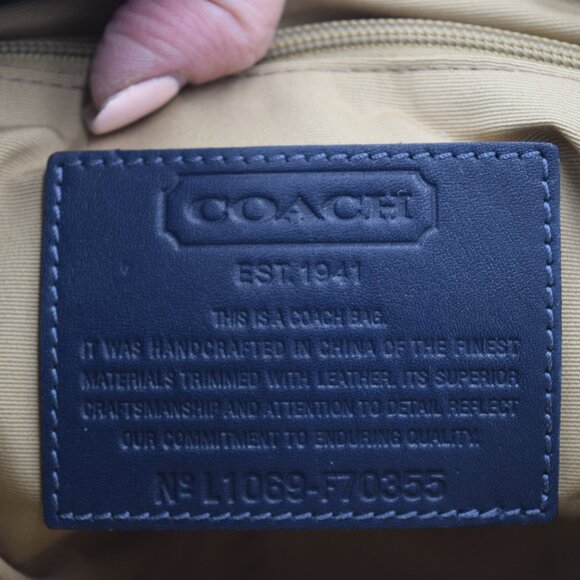 COACH
EST. 1941
THIS IS A COACH BAG.
IT WAS HANDCRAFTED IN CHINA OF THE FINEST
MATERIALS TRIMMED WITH LEATHER. ITS SUPERIOR
CRAFTSMANSHIP AND ATTENTION TO DETAIL REFLECT
OUR COMMITMENT TO ENDURING QUALITY.
Nº L1069-F70355